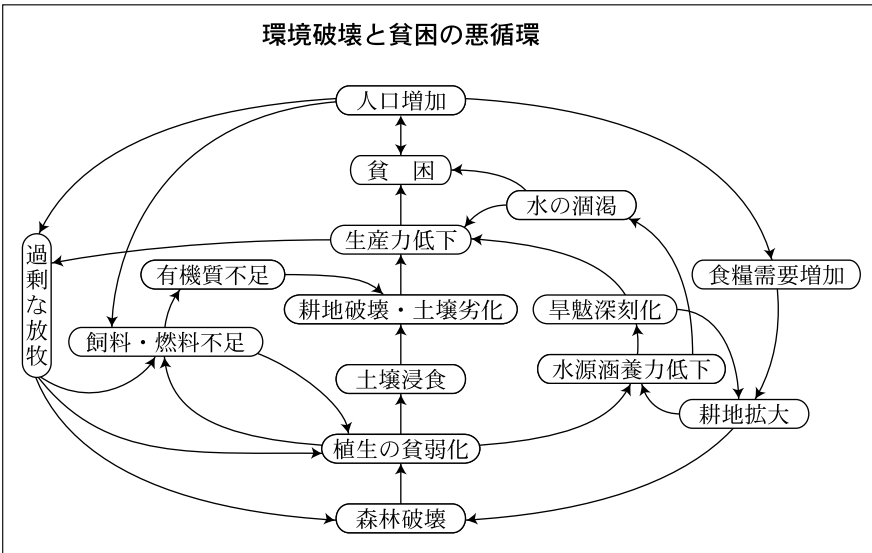 環境破壊と貧困の悪循環
人口増加
貧　困
水の涸渇
生産力低下
過剰な放牧
有機質不足
食糧需要増加
耕地破壊・土壌劣化
旱魃深刻化
飼料・燃料不足
水源涵養力低下
土壌浸食
耕地拡大
植生の貧弱化
森林破壊